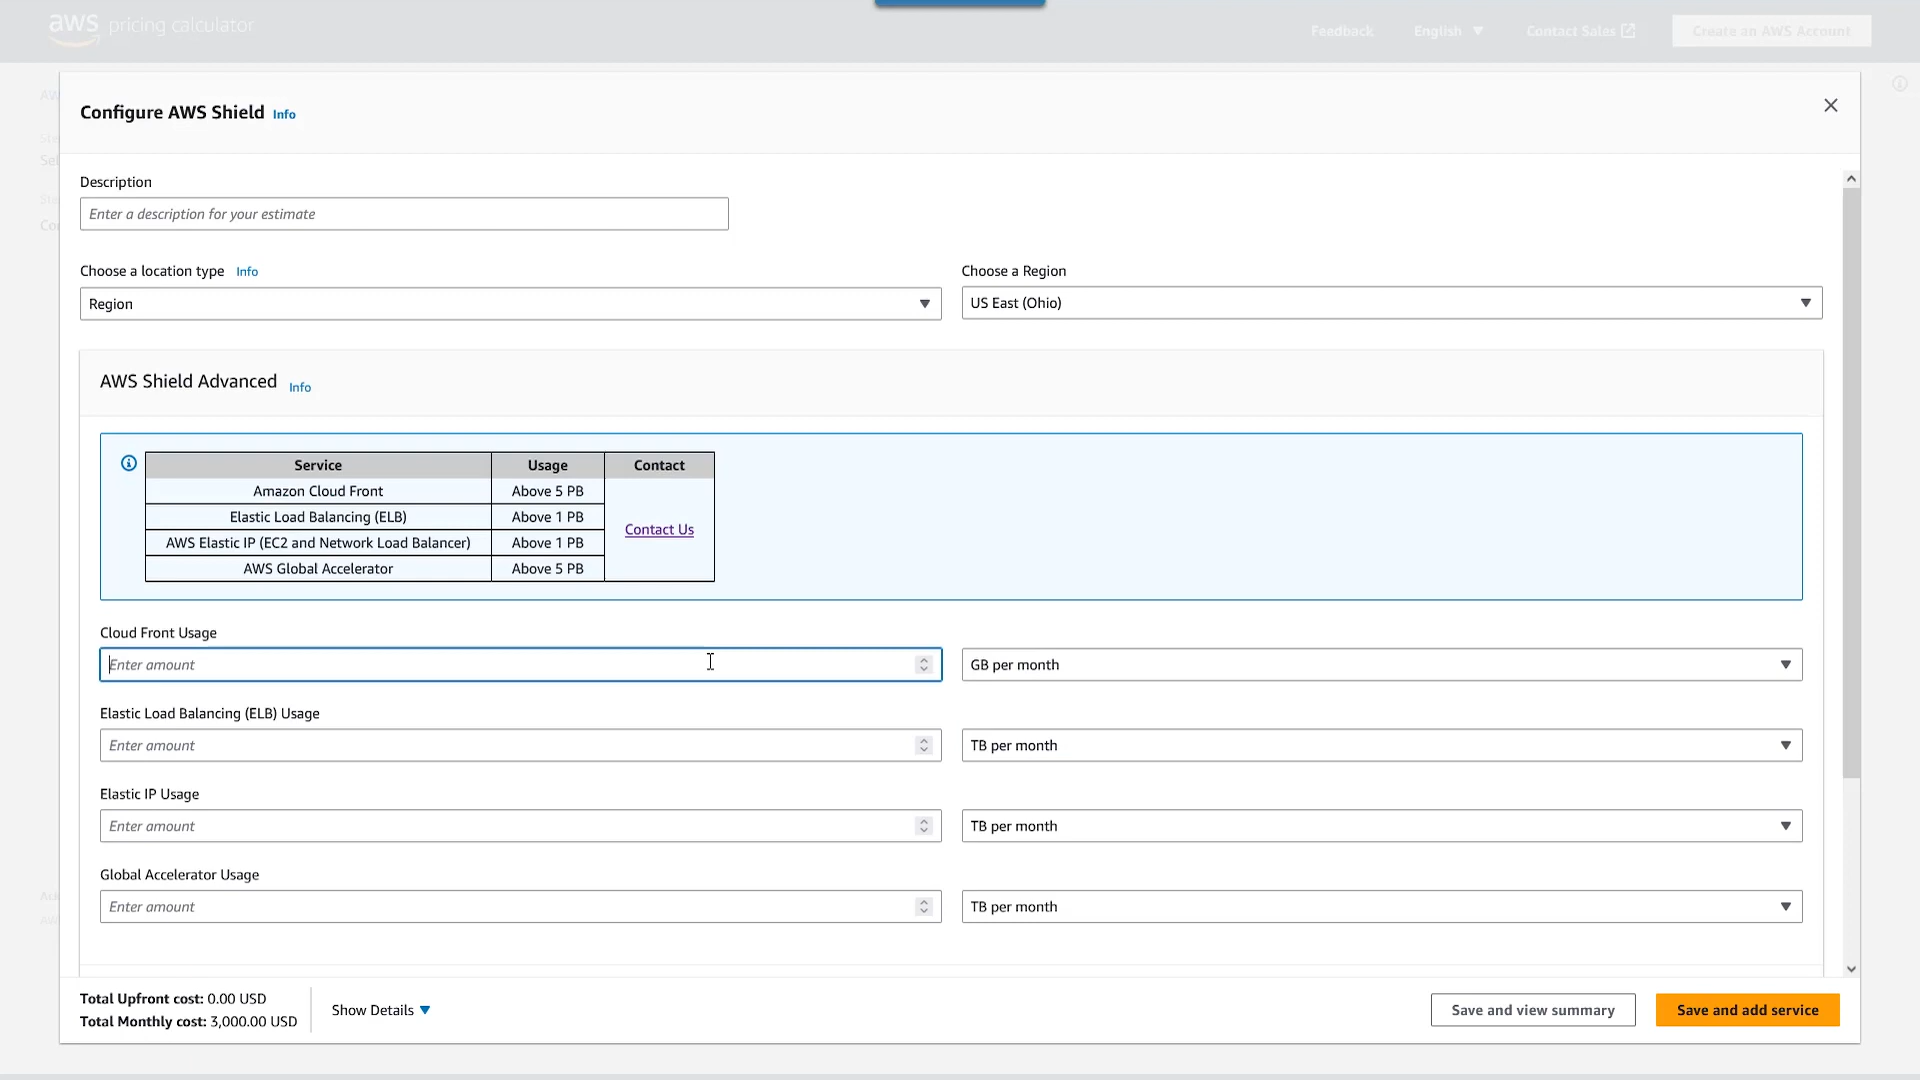 aws pricing calculator
Feedback
English
Contact Sales
Create an AWS Account
Configure AWS Shield Info
Description
Enter a description for your estimate
Choose a location type Info
Region
Choose a Region
US East (Ohio)
AWS Shield Advanced Info
Service Usage Contact
Amazon Cloud Front Above 5 PB
Elastic Load Balancing (ELB) Above 1 PB
Contact Us
AWS Elastic IP (EC2 and Network Load Balancer) Above 1 PB
AWS Global Accelerator Above 5 PB
Cloud Front Usage
Enter amount
GB per month
Elastic Load Balancing (ELB) Usage
Enter amount
TB per month
Elastic IP Usage
Enter amount
TB per month
Global Accelerator Usage
Enter amount
TB per month
Total Upfront cost: 0.00 USD
Total Monthly cost: 3,000.00 USD
Show Details
Save and view summary
Save and add service